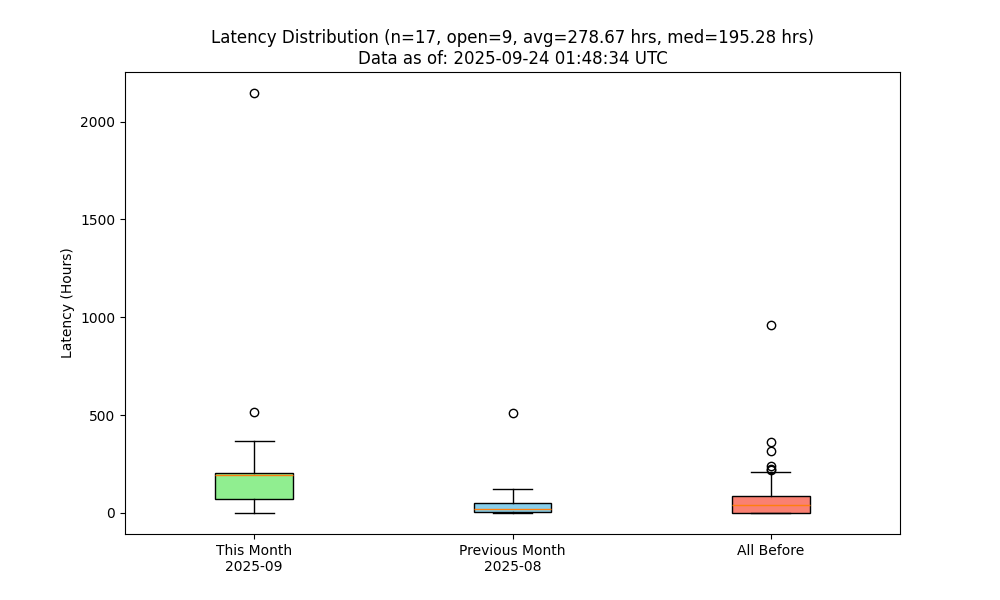 Latency Distribution (n=17, open=9, avg=278.67 hrs, med=195.28 hrs)
Data as of: 2025-09-24 01:48:34 UTC
Latency (Hours)
2000
1500
1000
500
0
This Month
2025-09
Previous Month
2025-08
All Before